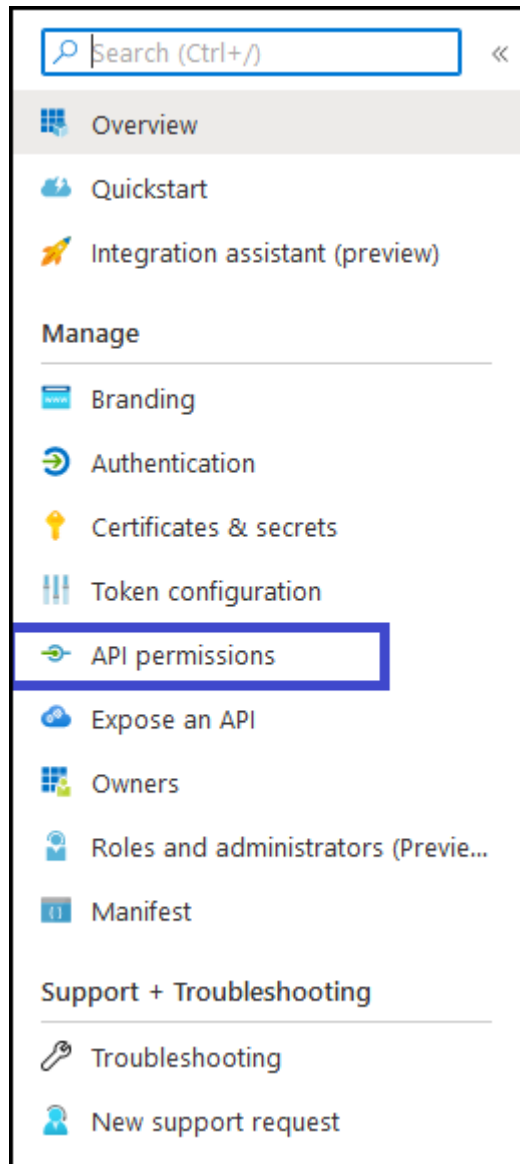 Search (Ctrl+/)
Overview
Quickstart
Integration assistant (preview)
Manage
Branding
Authentication
Certificates & secrets
Token configuration
API permissions
Expose an API
Owners
Roles and administrators (Previe...
Manifest
Support + Troubleshooting
Troubleshooting
New support request